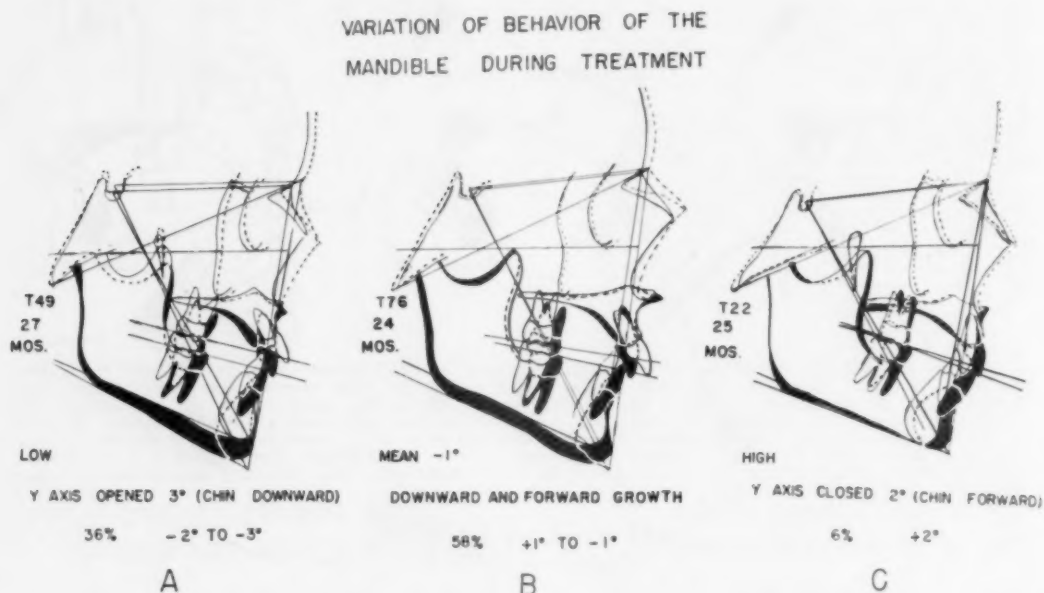 VARIATION OF BEHAVIOR OF THE
MANDIBLE DURING TREATMENT
T49
27
MOS.
LOW
Y AXIS OPENED 3° (CHIN DOWNWARD)
36% -2° TO -3°
A
T76
24
MOS.
MEAN -1°
DOWNWARD AND FORWARD GROWTH
58% +1° TO -1°
B
T22
25
MOS.
HIGH
Y AXIS CLOSED 2° (CHIN FORWARD)
6% +2°
C